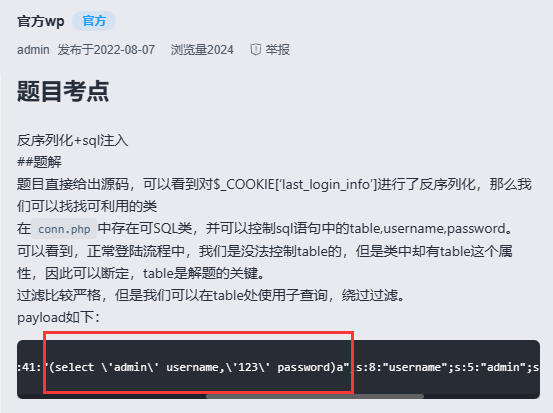 官方wp 官方
admin 发布于2022-08-07 浏览量2024 举报
题目考点
反序列化+sql注入
##题解
题目直接给出源码，可以看到对$_COOKIE['last_login_info']进行了反序列化，那么我
们可以找找可利用的类
在 conn.php 中存在可SQL类，并可以控制sql语句中的table,username,password。
可以看到，正常登陆流程中，我们是没法控制table的，但是类中却有table这个属
性，因此可以断定，table是解题的关键。
过滤比较严格，但是我们可以在table处使用子查询，绕过过滤。
payload如下：
:41:"(select \'admin\' username,\'123\' password)a";s:8:"username";s:5:"admin";s